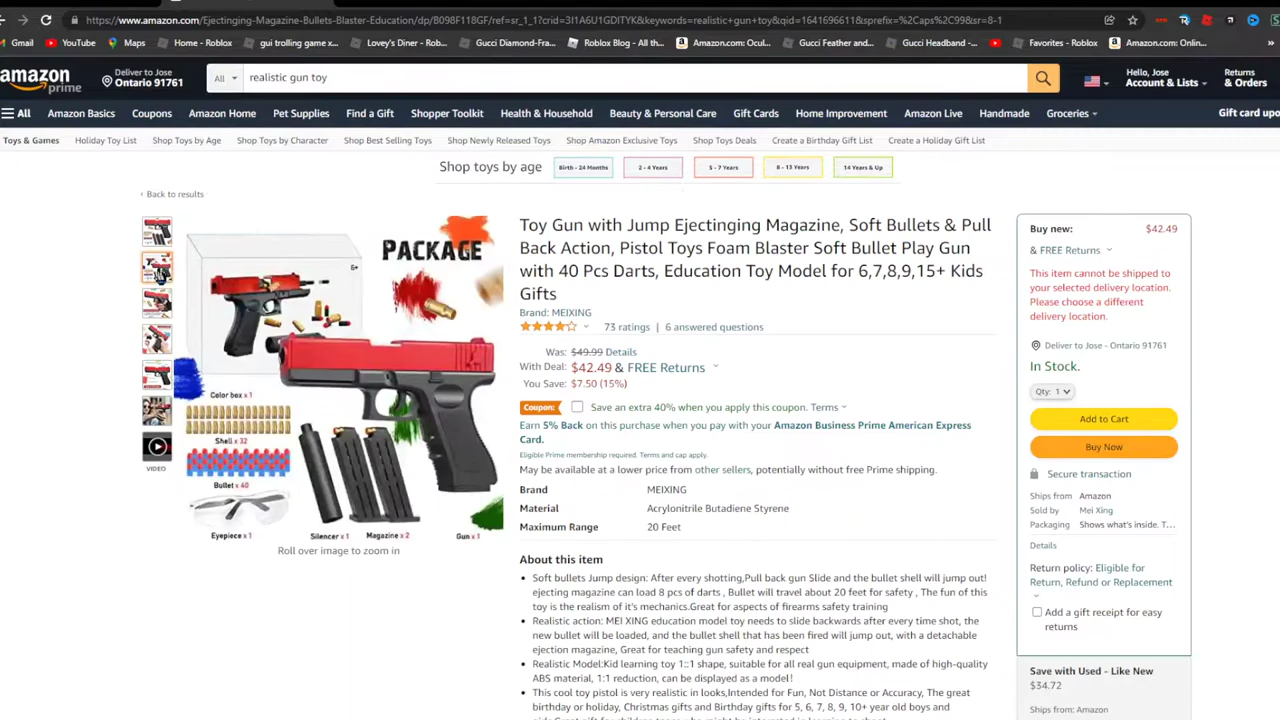 https://www.amazon.com/Ejectinging-Magazine-Bullets-Blaster-Education/dp/B098F118GF/ref=sr_1_1?crid=3I1A6U1GDITYK&keywords=realistic+gun+toy&qid=1641696611&sprefix=%2Caps%2C99&sr=8-1
Gmail YouTube Maps Home - Roblox gui trolling game x... Lovey's Diner - Rob... Gucci Diamond-Fra... Roblox Blog - All th... Amazon.com: Ocul... Gucci Feather and... Gucci Headband -... Favorites - Roblox Amazon.com: Onlin... »
amazon prime
Deliver to Jose
Ontario 91761
All
realistic gun toy
Hello, Jose
Account & Lists
Returns
& Orders
All Amazon Basics Coupons Amazon Home Pet Supplies Find a Gift Shopper Toolkit Health & Household Beauty & Personal Care Gift Cards Home Improvement Amazon Live Handmade Groceries Gift card upo
Toys & Games Holiday Toy List Shop Toys by Age Shop Toys by Character Shop Best Selling Toys Shop Newly Released Toys Shop Amazon Exclusive Toys Shop Toys Deals Create a Birthday Gift List Create a Holiday Gift List
Shop toys by age Birth - 24 Months 2 - 4 Years 5 - 7 Years 8 - 13 Years 14 Years & Up
‹ Back to results
VIDEO
PACKAGE
6+
Color box x 1
Shell x 32
Bullet x 40
Eyepiece x 1
Silencer x 1
Magazine x 2
Gun x 1
Roll over image to zoom in
Toy Gun with Jump Ejectinging Magazine, Soft Bullets & Pull
Back Action, Pistol Toys Foam Blaster Soft Bullet Play Gun
with 40 Pcs Darts, Education Toy Model for 6,7,8,9,15+ Kids
Gifts
Brand: MEIXING
73 ratings | 6 answered questions
Was: $49.99 Details
With Deal: $42.49 & FREE Returns
You Save: $7.50 (15%)
Coupon: Save an extra 40% when you apply this coupon. Terms
Earn 5% Back on this purchase when you pay with your Amazon Business Prime American Express
Card.
Eligible Prime membership required. Terms and cap apply.
May be available at a lower price from other sellers, potentially without free Prime shipping.
Brand MEIXING
Material Acrylonitrile Butadiene Styrene
Maximum Range 20 Feet
About this item
• Soft bullets Jump design: After every shotting,Pull back gun Slide and the bullet shell will jump out!
ejecting magazine can load 8 pcs of darts , Bullet will travel about 20 feet for safety , The fun of this
toy is the realism of it's mechanics.Great for aspects of firearms safety training
• Realistic action: MEI XING education model toy needs to slide backwards after every time shot, the
new bullet will be loaded, and the bullet shell that has been fired will jump out, with a detachable
ejection magazine, Great for teaching gun safety and respect
• Realistic Model:Kid learning toy 1::1 shape, suitable for all real gun equipment, made of high-quality
ABS material, 1:1 reduction, can be displayed as a model!
• This cool toy pistol is very realistic in looks,Intended for Fun, Not Distance or Accuracy, The great
birthday or holiday, Christmas gifts and Birthday gifts for 5, 6, 7, 8, 9, 10+ year old boys and
Buy new: $42.49
& FREE Returns
This item cannot be shipped to
your selected delivery location.
Please choose a different
delivery location.
Deliver to Jose - Ontario 91761
In Stock.
Qty: 1
Add to Cart
Buy Now
Secure transaction
Ships from Amazon
Sold by Mei Xing
Packaging Shows what's inside. T...
Details
Return policy: Eligible for
Return, Refund or Replacement
Add a gift receipt for easy
returns
Save with Used - Like New
$34.72
Ships from: Amazon